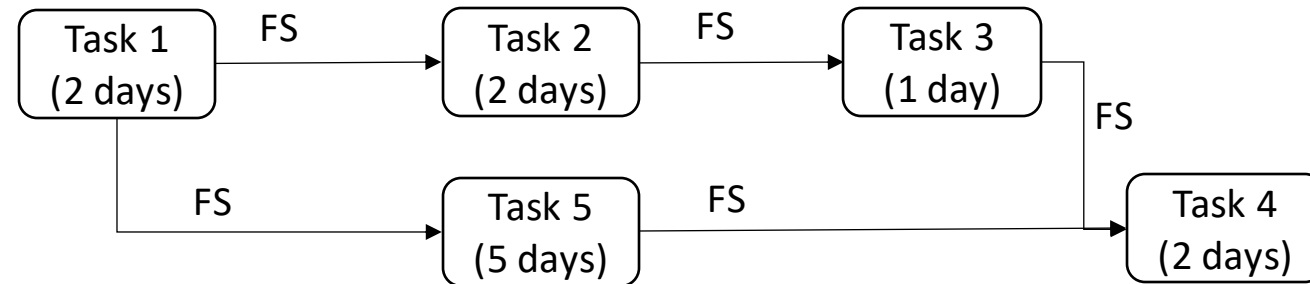 Task 1
(2 days)
FS
Task 2
(2 days)
FS
Task 3
(1 day)
FS
FS
Task 5
(5 days)
FS
Task 4
(2 days)